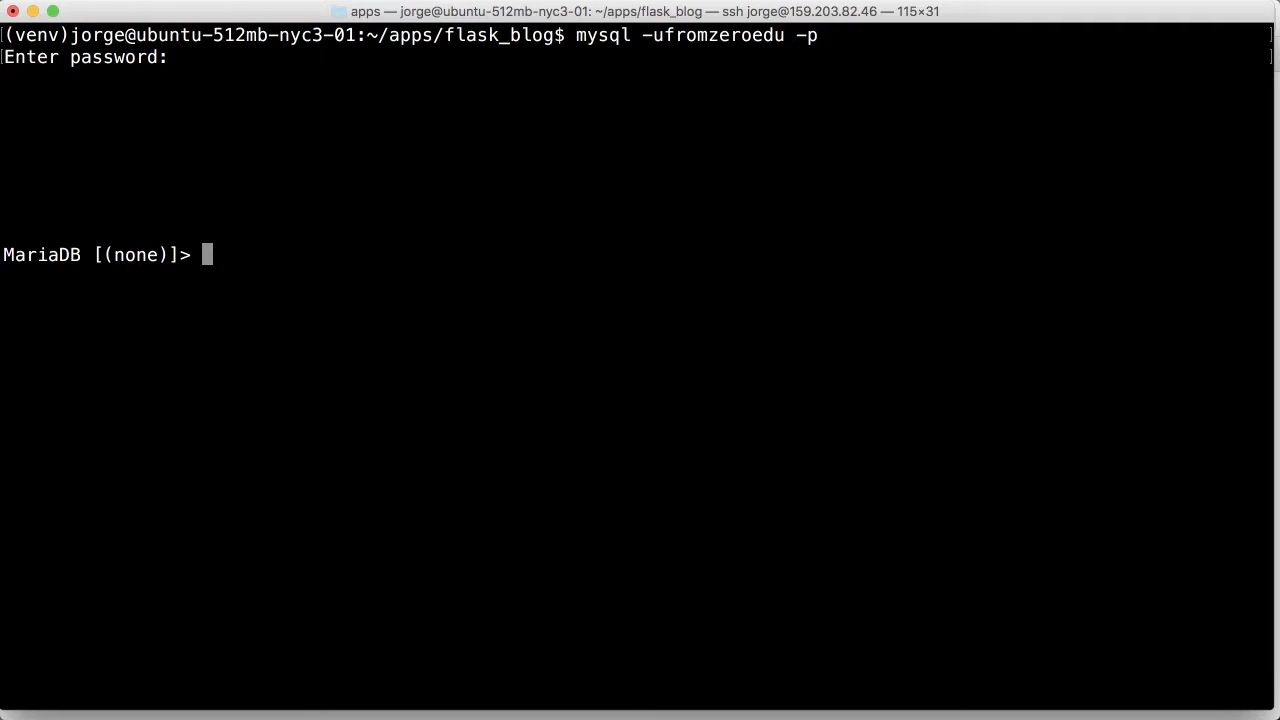 apps — jorge@ubuntu-512mb-nyc3-01: ~/apps/flask_blog — ssh jorge@159.203.82.46 — 115×31
(venv)jorge@ubuntu-512mb-nyc3-01:~/apps/flask_blog$ mysql -ufromzeroedu -p
Enter password:
MariaDB [(none)]>